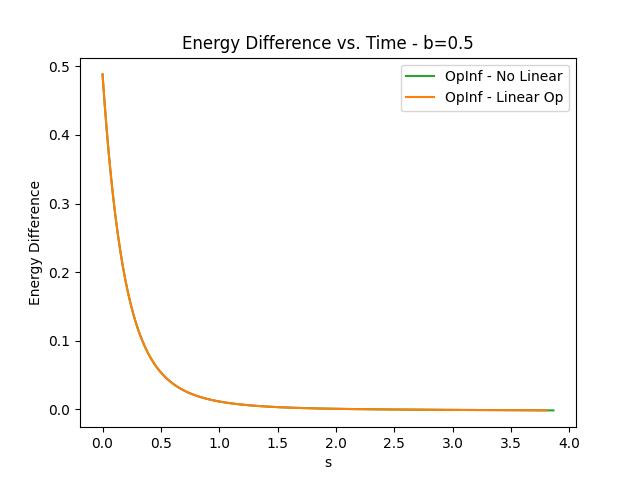 Energy Difference vs. Time - b=0.5
OpInf - No Linear
OpInf - Linear Op
Energy Difference
0.5
0.4
0.3
0.2
0.1
0.0
0.0 0.5 1.0 1.5 2.0 2.5 3.0 3.5 4.0
s